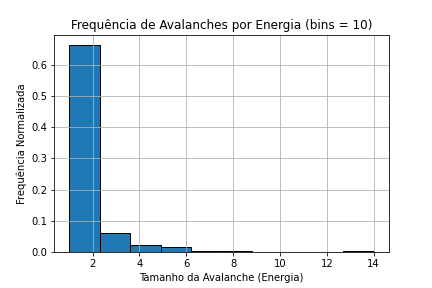 Frequência de Avalanches por Energia (bins = 10)
Frequência Normalizada
0.6
0.5
0.4
0.3
0.2
0.1
0.0
2 4 6 8 10 12 14
Tamanho da Avalanche (Energia)